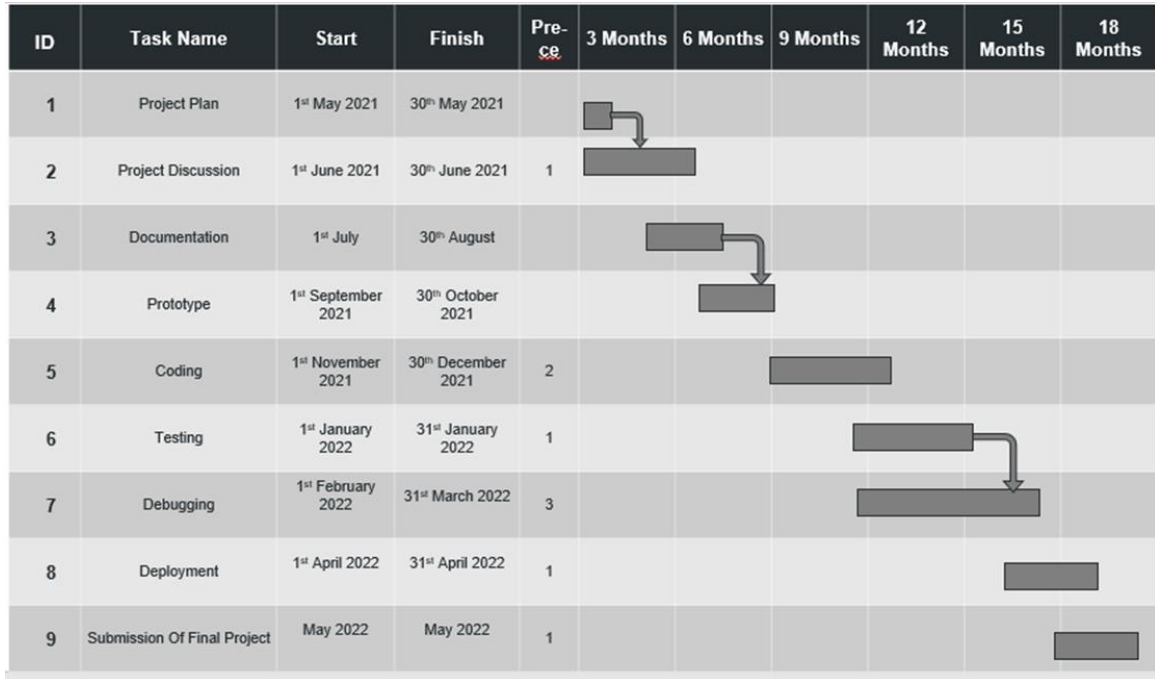 ID Task Name Start Finish Pre-ce 3 Months 6 Months 9 Months 12 Months 15 Months 18 Months
1 Project Plan 1st May 2021 30th May 2021
2 Project Discussion 1st June 2021 30th June 2021 1
3 Documentation 1st July 30th August
4 Prototype 1st September 2021 30th October 2021
5 Coding 1st November 2021 30th December 2021 2
6 Testing 1st January 2022 31st January 2022 1
7 Debugging 1st February 2022 31st March 2022 3
8 Deployment 1st April 2022 31st April 2022 1
9 Submission Of Final Project May 2022 May 2022 1